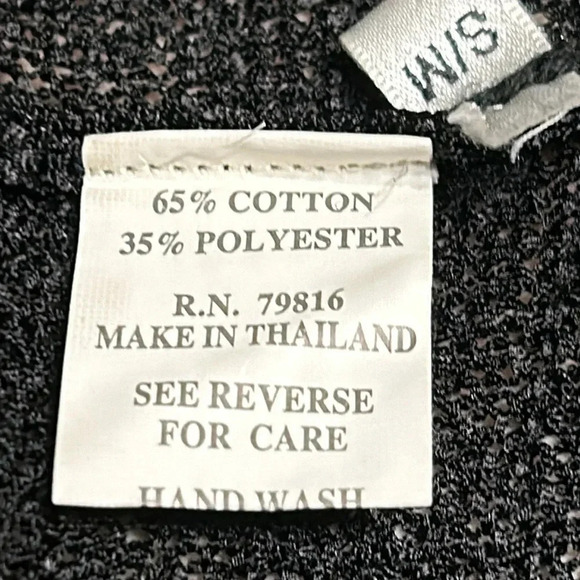 S/M
65% COTTON
35% POLYESTER
R.N. 79816
MAKE IN THAILAND
SEE REVERSE
FOR CARE
HAND WASH